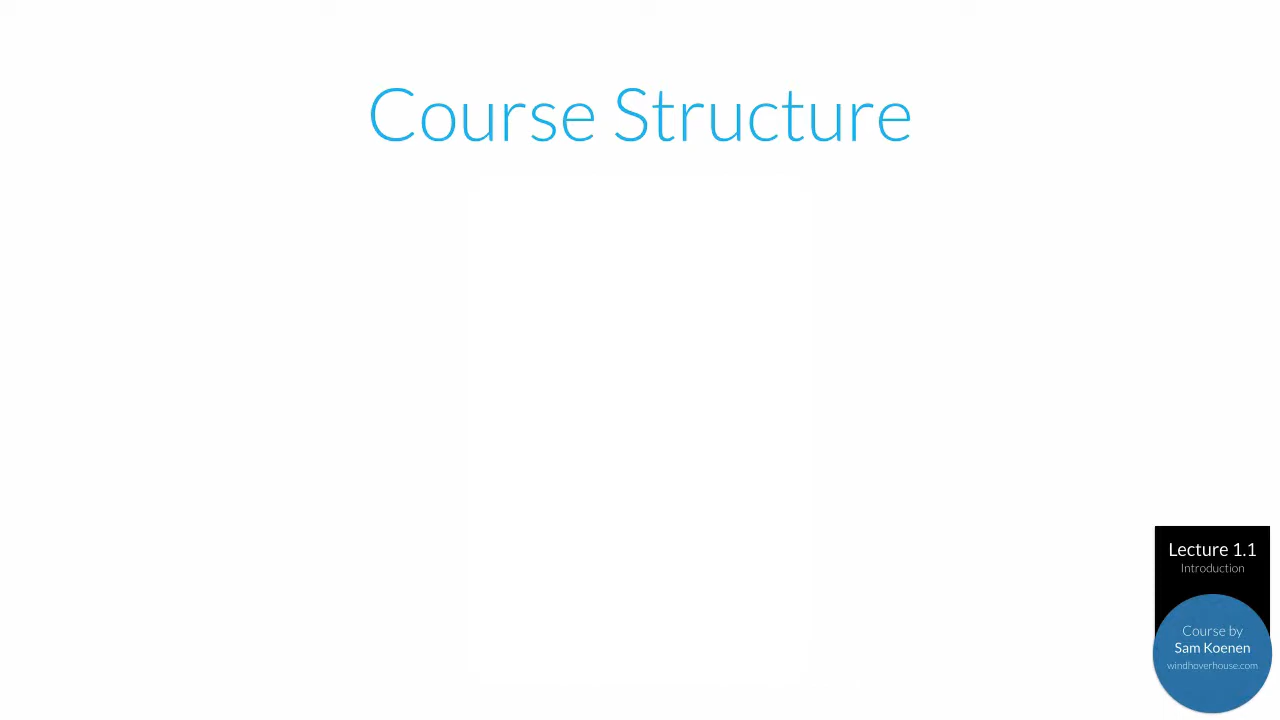 Course Structure
Lecture 1.1
Introduction
Course by
Sam Koenen
windhoverhouse.com